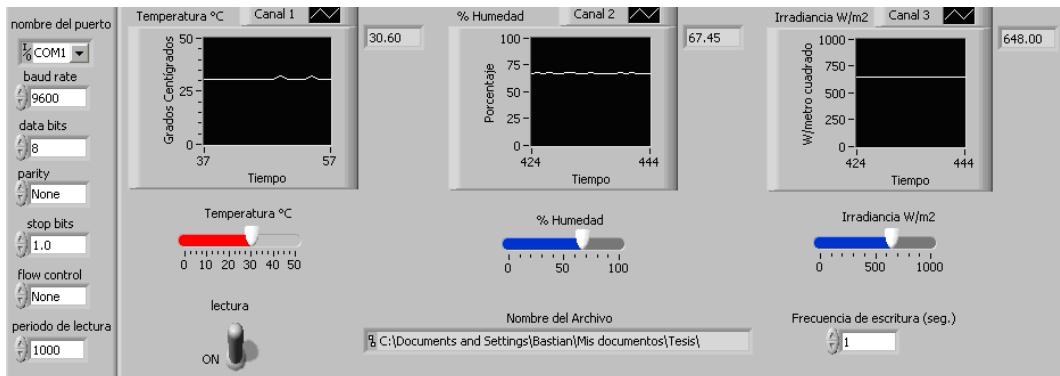 nombre del puerto
COM1
baud rate
9600
data bits
8
parity
None
stop bits
1.0
flow control
None
periodo de lectura
1000
Temperatura °C
Canal 1
30.60
Grados Centígrados
50
25
0
37
57
Tiempo
% Humedad
Canal 2
67.45
Porcentaje
100
75
50
25
0
424
444
Tiempo
Irradiancia W/m2
Canal 3
648.00
W/metro cuadrado
1000
750
500
250
0
424
444
Tiempo
Temperatura °C
0 10 20 30 40 50
% Humedad
0 50 100
Irradiancia W/m2
0 500 1000
lectura
ON
Nombre del Archivo
C:\Documents and Settings\Bastian\Mis documentos\Tesis\
Frecuencia de escritura (seg.)
1